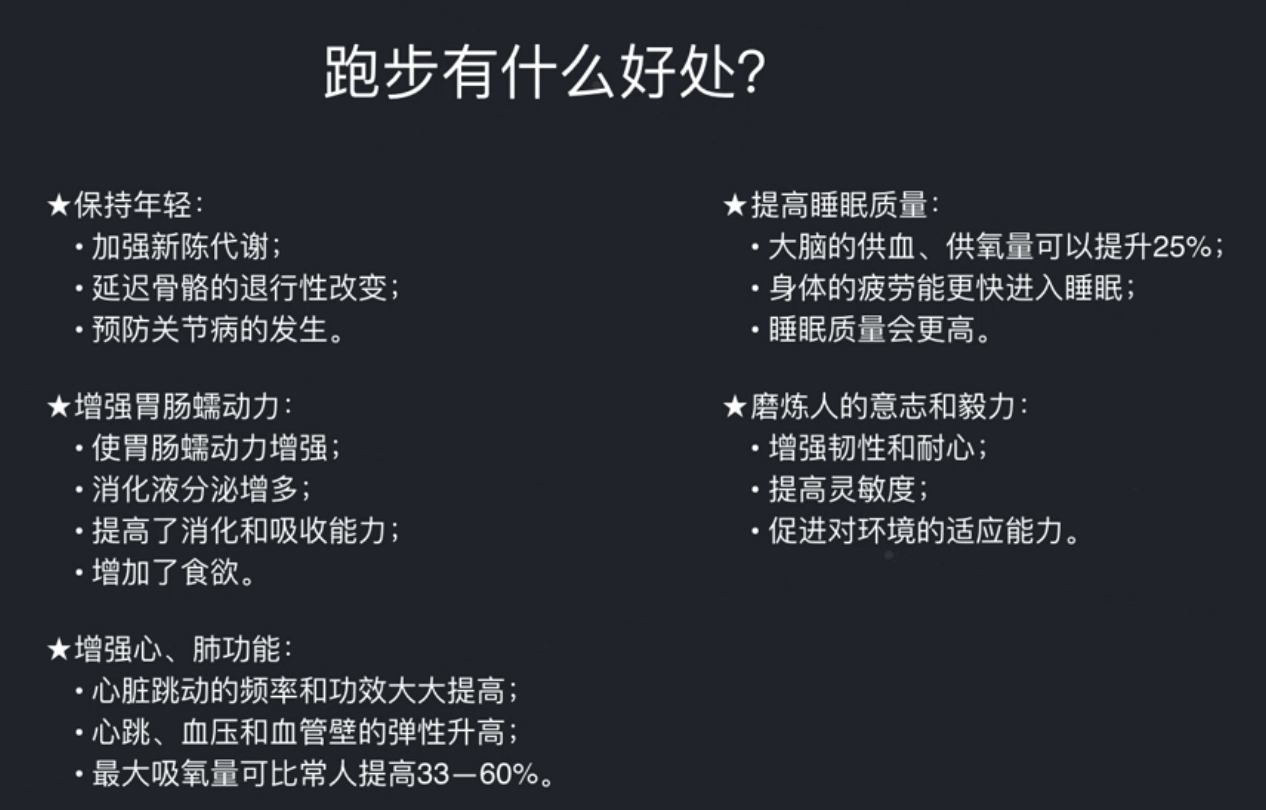 跑步有什么好处？
★保持年轻：
•加强新陈代谢；
•延迟骨骼的退行性改变；
•预防关节病的发生。
★增强胃肠蠕动力：
•使胃肠蠕动力增强；
•消化液分泌增多；
•提高了消化和吸收能力；
•增加了食欲。
★增强心、肺功能：
•心脏跳动的频率和功效大大提高；
•心跳、血压和血管壁的弹性升高；
•最大吸氧量可比常人提高33—60%。
★提高睡眠质量：
•大脑的供血、供氧量可以提升25%；
•身体的疲劳能更快进入睡眠；
•睡眠质量会更高。
★磨炼人的意志和毅力：
•增强韧性和耐心；
•提高灵敏度；
•促进对环境的适应能力。